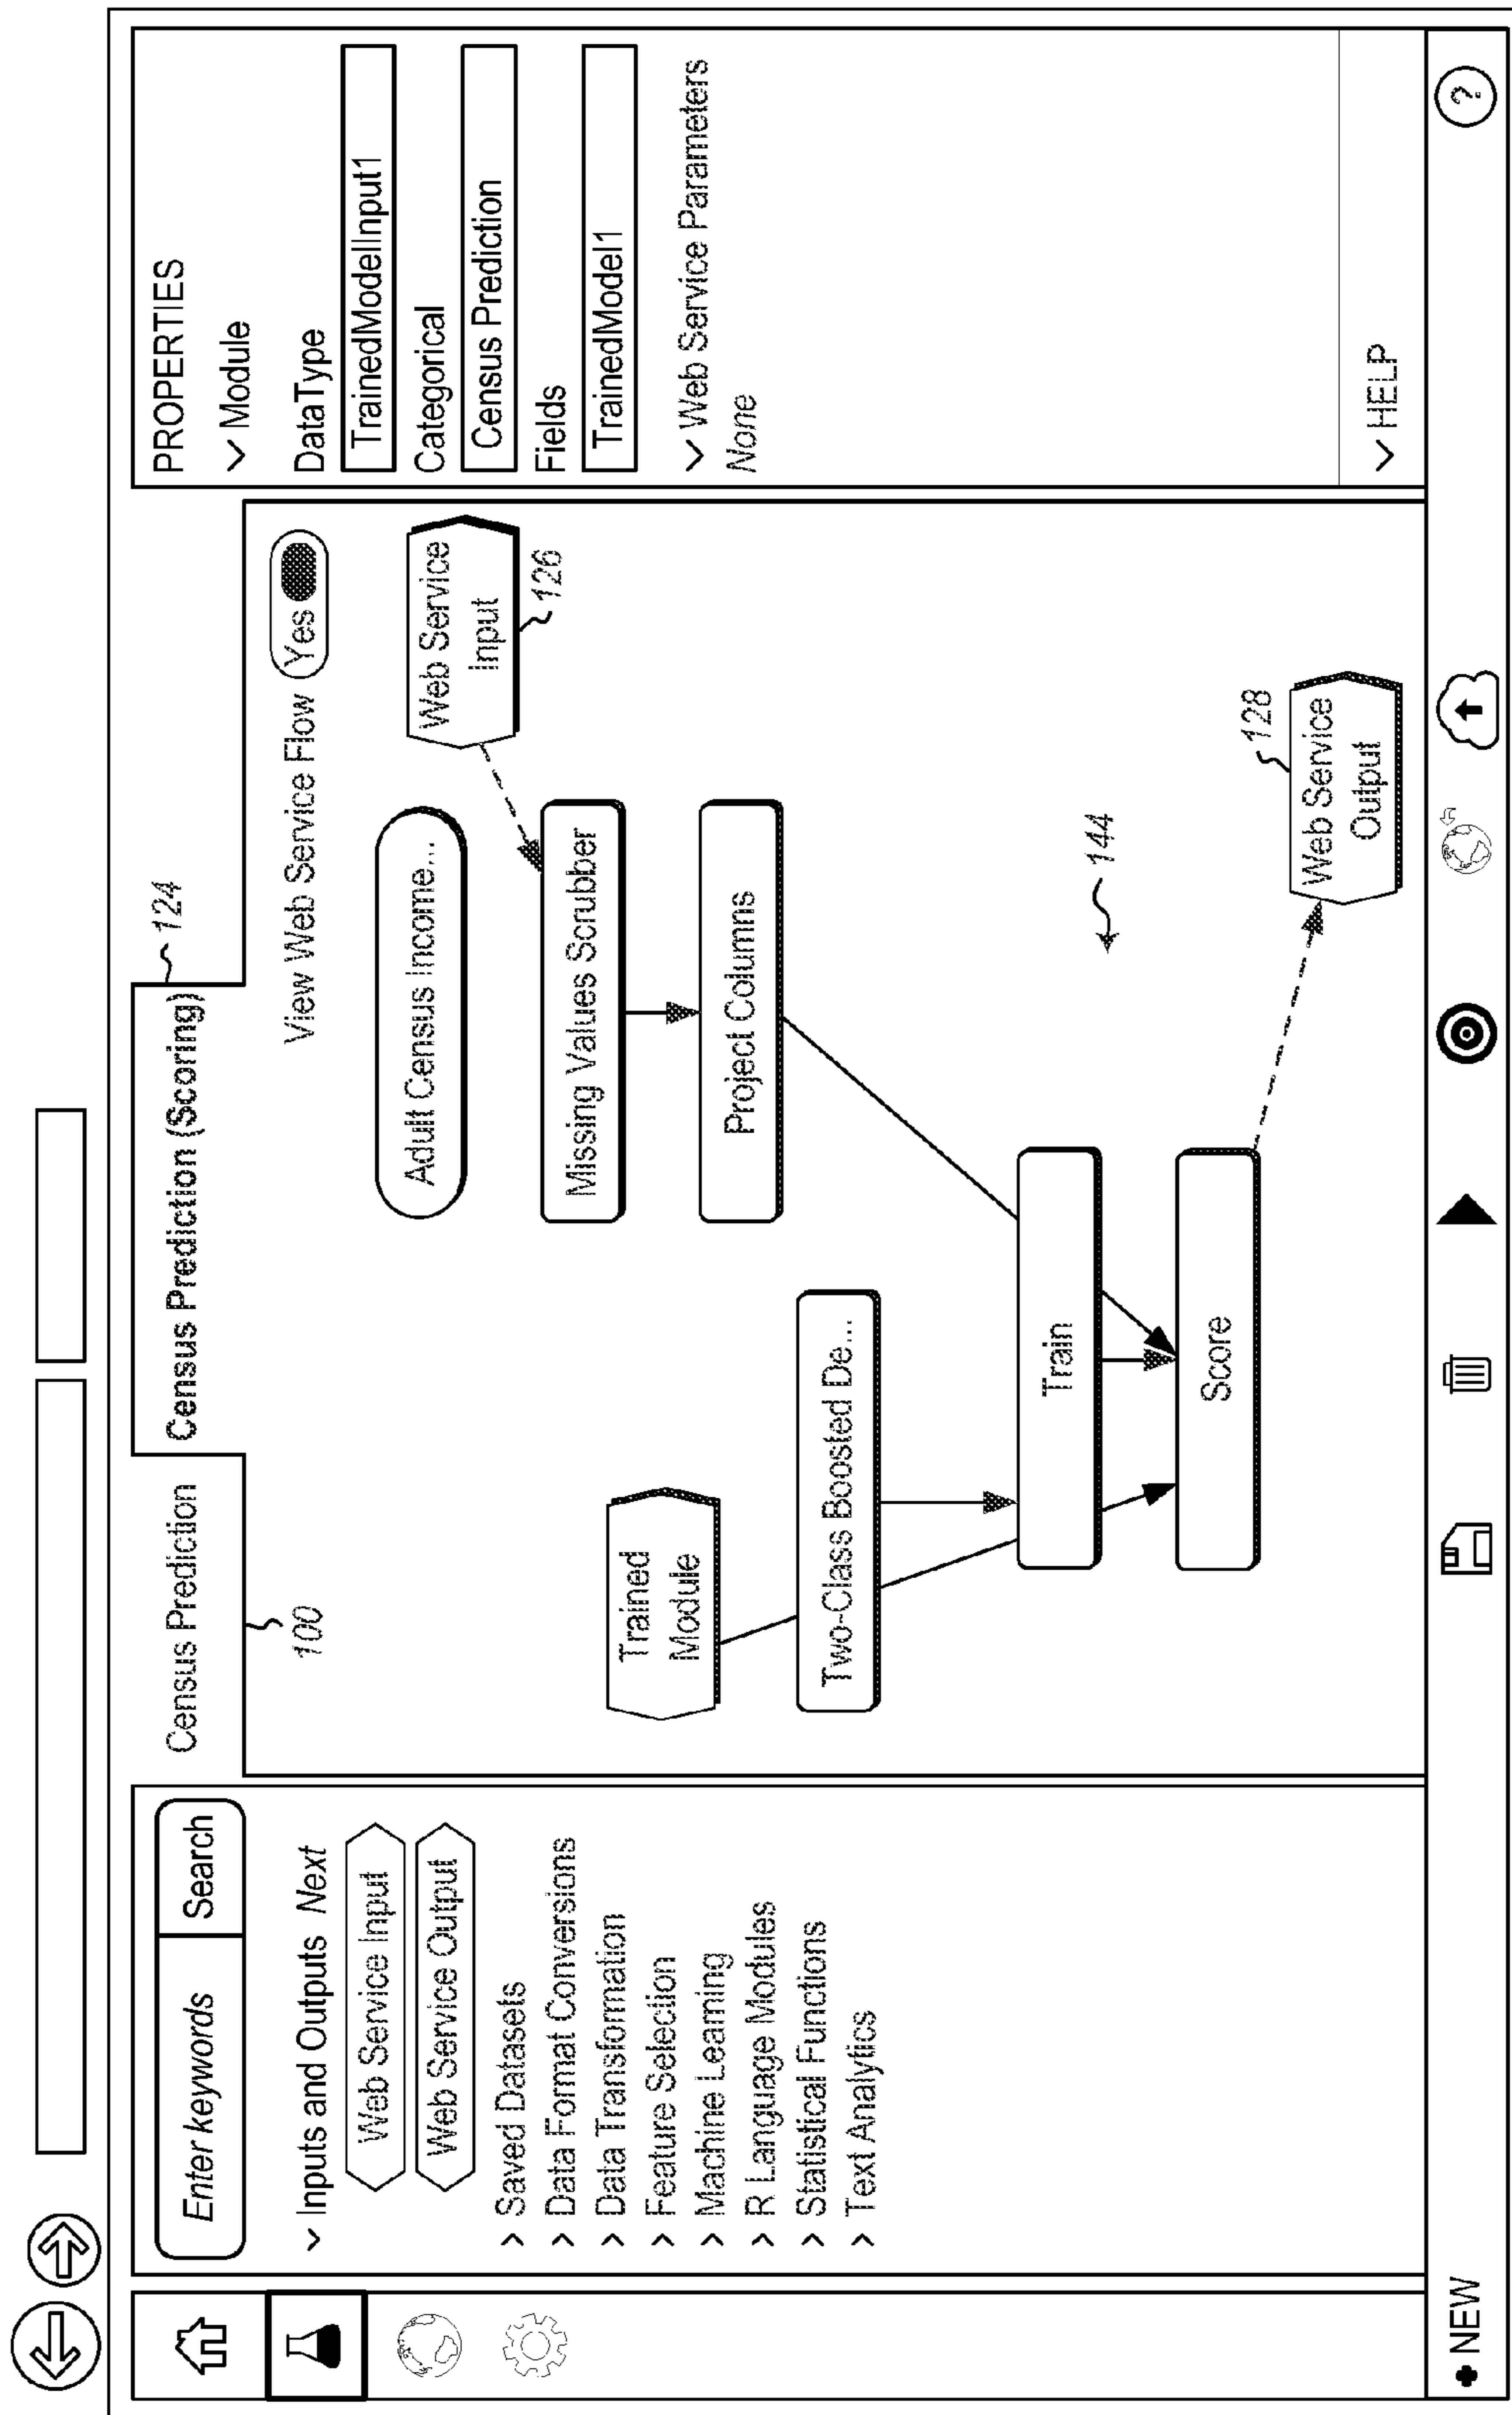 Enter keywords Search
Inputs and Outputs Next
Web Service Input
Web Service Output
> Saved Datasets
> Data Format Conversions
> Data Transformation
> Feature Selection
> Machine Learning
> R Language Modules
> Statistical Functions
> Text Analytics
Census Prediction
100
Census Prediction (Scoring)
124
View Web Service Flow Yes
Adult Census Income...
Web Service
Input
126
Missing Values Scrubber
Trained
Module
Project Columns
Two-Class Boosted De...
144
Train
Score
128
Web Service
Output
PROPERTIES
Module
DataType
TrainedModelInput1
Categorical
Census Prediction
Fields
TrainedModel1
Web Service Parameters
None
HELP
+ NEW
?